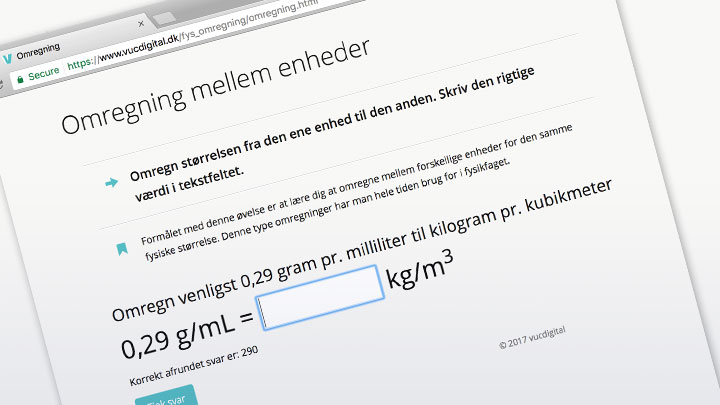 Omregning
Secure https://www.vucdigital.dk/fys_omregning/omregning.html
Omregning mellem enheder
Omregn størrelsen fra den ene enhed til den anden. Skriv den rigtige
værdi i tekstfeltet.
Formålet med denne øvelse er at lære dig at omregne mellem forskellige enheder for den samme
fysiske størrelse. Denne type omregninger har man hele tiden brug for i fysikfaget.
Omregn venligst 0,29 gram pr. milliliter til kilogram pr. kubikmeter
0,29 g/mL = kg/m³
Korrekt afrundet svar er: 290
Tjek svar
© 2017 vucdigital